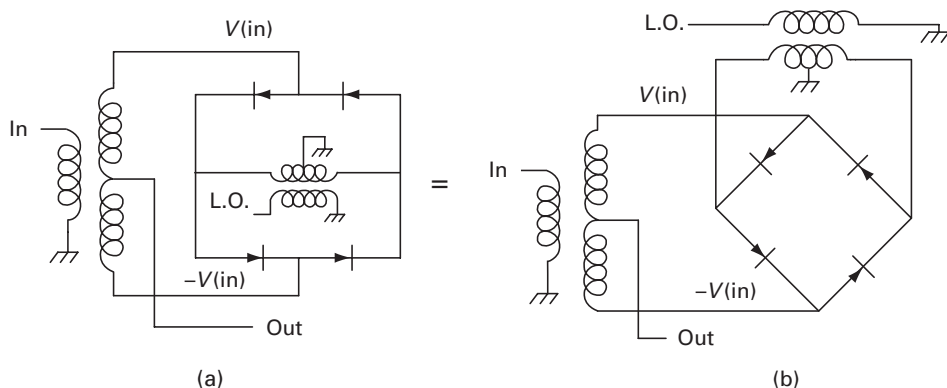 V(in)
In
L.O.
–V(in)
Out
(a)
=
L.O.
V(in)
In
–V(in)
Out
(b)